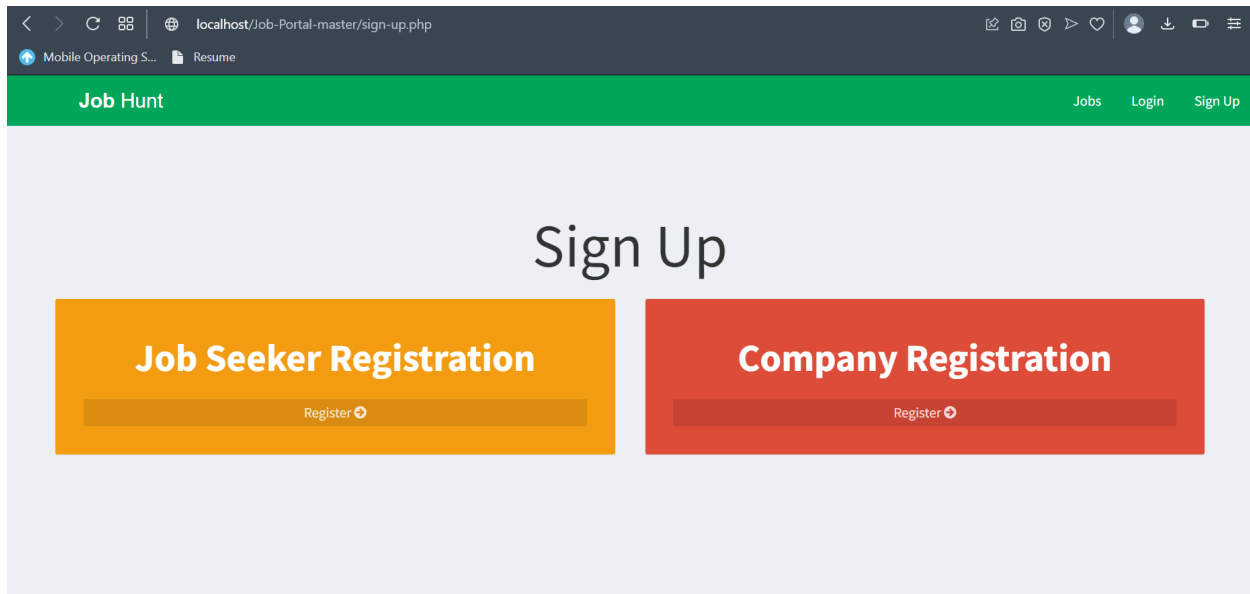 localhost/Job-Portal-master/sign-up.php
Mobile Operating S... Resume
Job Hunt Jobs Login Sign Up
Sign Up
Job Seeker Registration
Register
Company Registration
Register